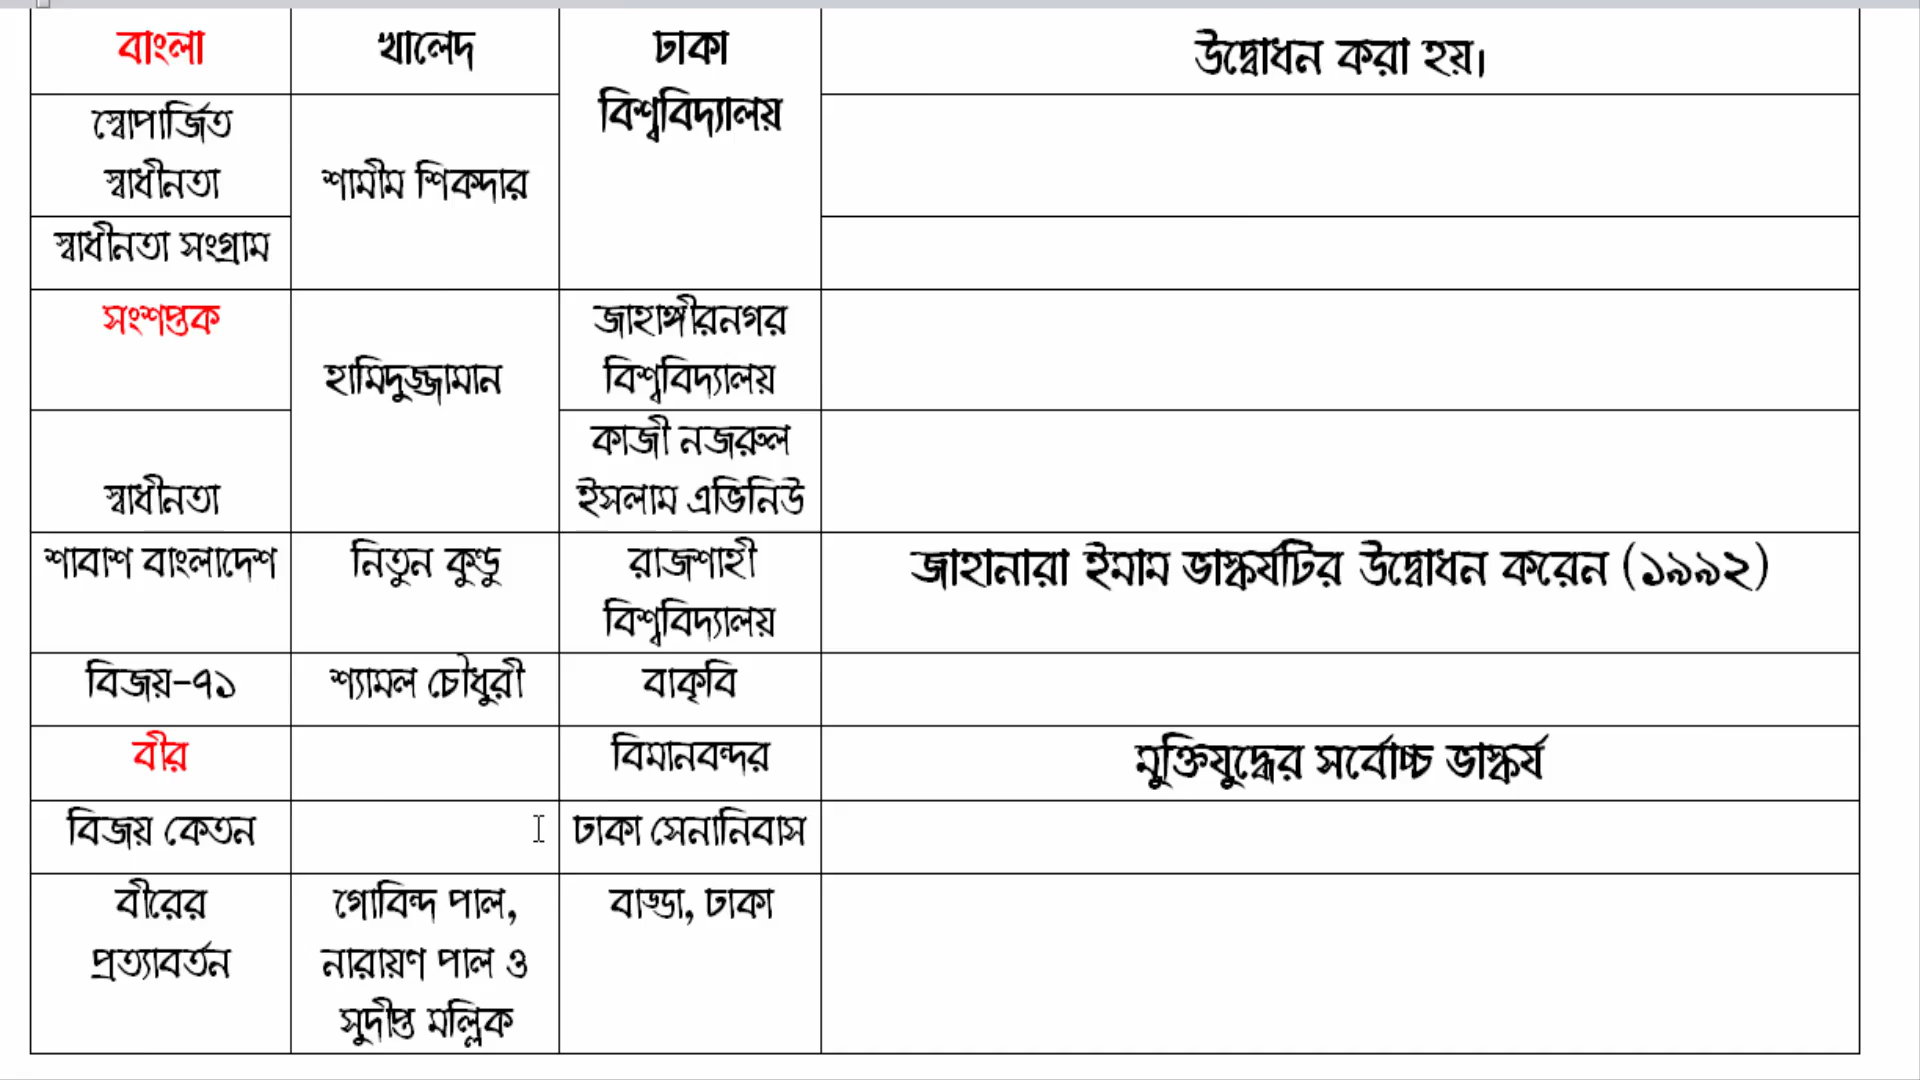 বাংলা
খালেদ
ঢাকা
বিশ্ববিদ্যালয়
উদ্বোধন করা হয়।
স্বোপার্জিত
স্বাধীনতা
শামীম শিকদার
স্বাধীনতা সংগ্রাম
সংশপ্তক
হামিদুজ্জামান
জাহাঙ্গীরনগর
বিশ্ববিদ্যালয়
স্বাধীনতা
কাজী নজরুল
ইসলাম এভিনিউ
শাবাশ বাংলাদেশ
নিতুন কুণ্ডু
রাজশাহী
বিশ্ববিদ্যালয়
জাহানারা ইমাম ভাস্কর্যটির উদ্বোধন করেন (১৯৯২)
বিজয়-৭১
শ্যামল চৌধুরী
বাকৃবি
বীর
বিমানবন্দর
মুক্তিযুদ্ধের সর্বোচ্চ ভাস্কর্য
বিজয় কেতন
ঢাকা সেনানিবাস
বীরের
প্রত্যাবর্তন
গোবিন্দ পাল,
নারায়ণ পাল ও
সুদীপ্ত মল্লিক
বাড্ডা, ঢাকা